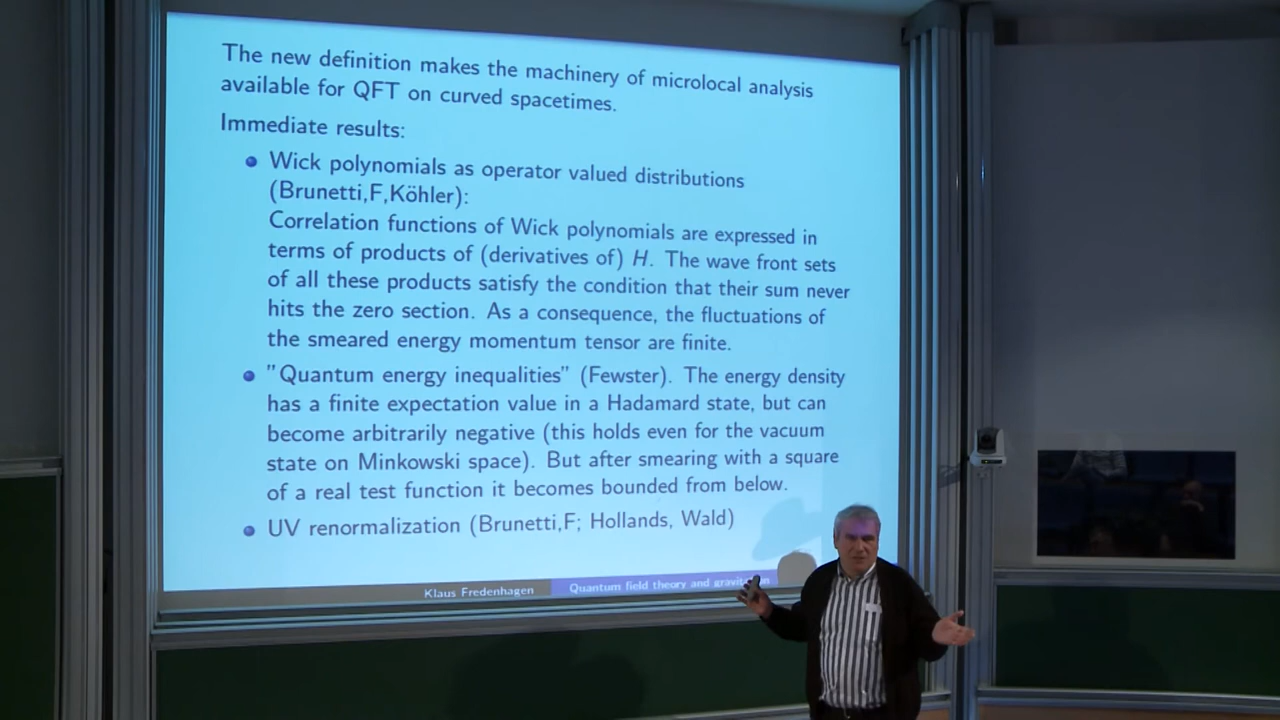 The new definition makes the machinery of microlocal analysis
available for QFT on curved spacetimes.
Immediate results:
Wick polynomials as operator valued distributions
(Brunetti,F,Köhler):
Correlation functions of Wick polynomials are expressed in
terms of products of (derivatives of) H. The wave front sets
of all these products satisfy the condition that their sum never
hits the zero section. As a consequence, the fluctuations of
the smeared energy momentum tensor are finite.
"Quantum energy inequalities" (Fewster). The energy density
has a finite expectation value in a Hadamard state, but can
become arbitrarily negative (this holds even for the vacuum
state on Minkowski space). But after smearing with a square
of a real test function it becomes bounded from below.
UV renormalization (Brunetti,F; Hollands, Wald)
Klaus Fredenhagen Quantum field theory and gravitation